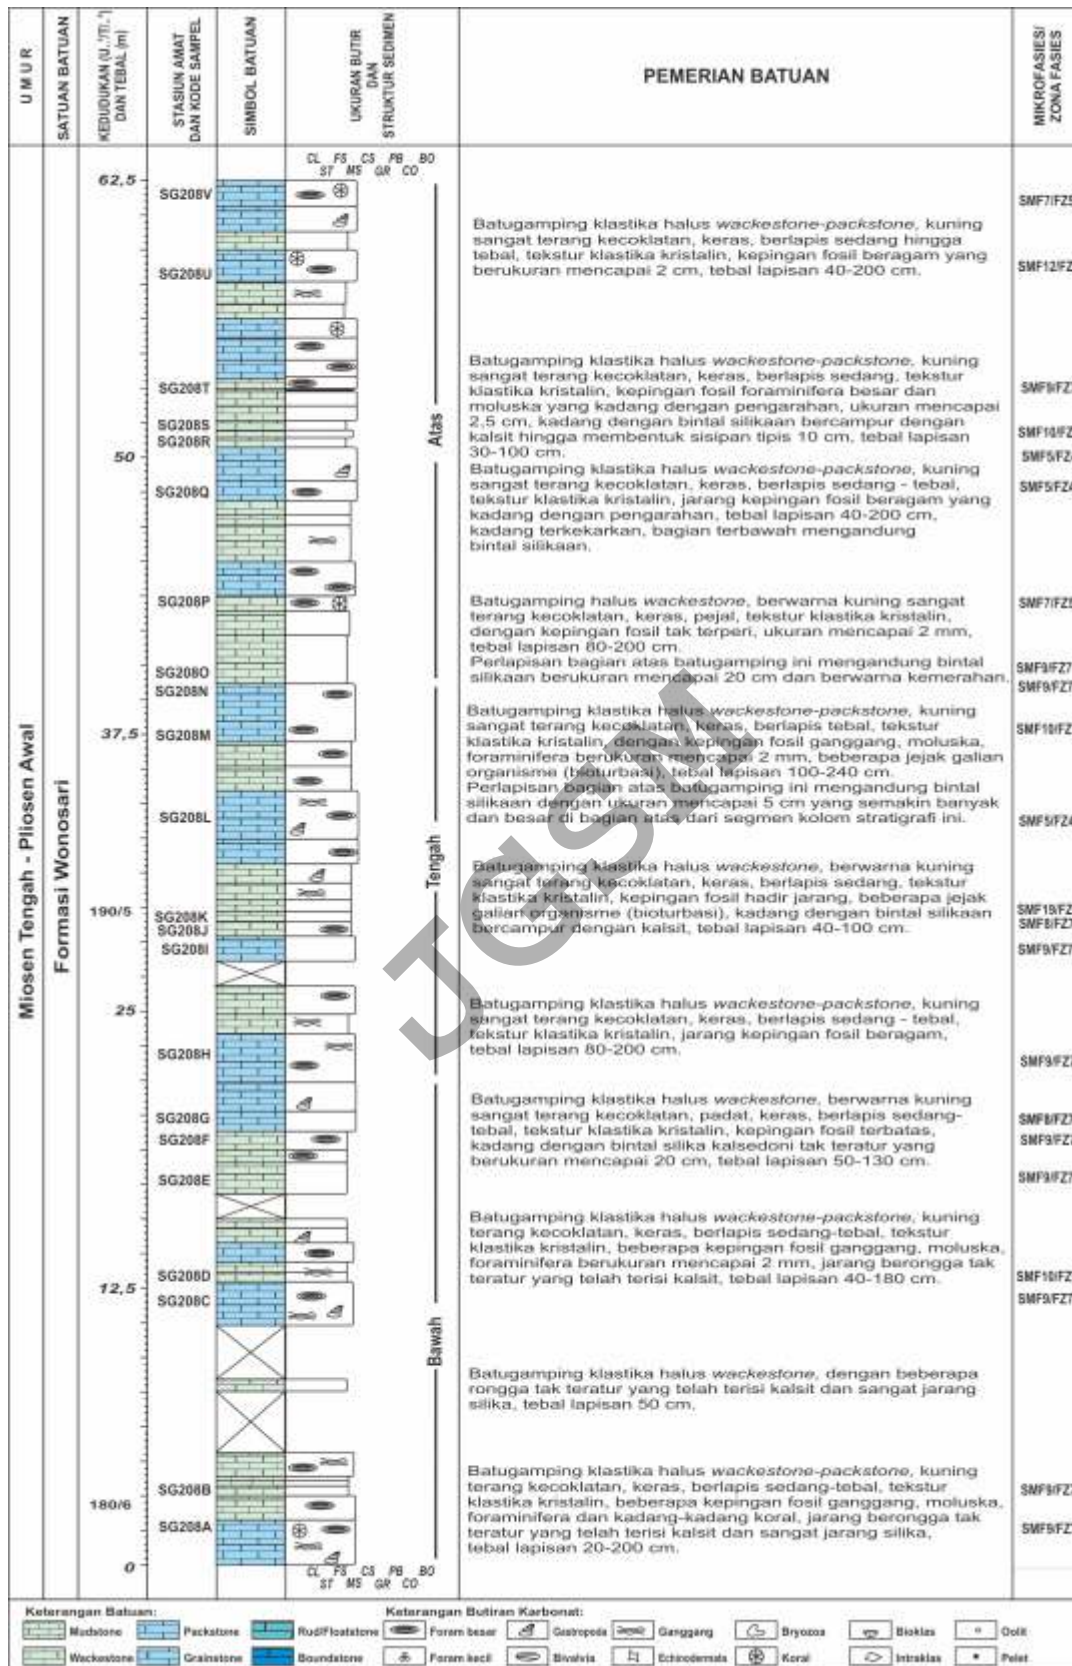 UMUR
SATUAN BATUAN
KEDUDUKAN (U..°/T/..°)
DAN TEBAL (m)
STASIUN AMAT
DAN KODE SAMPEL
SIMBOL BATUAN
UKURAN BUTIR
DAN
STRUKTUR SEDIMEN
PEMERIAN BATUAN
MIKROFASIES/
ZONA FASIES
CL FS CS PB BO
ST MS GR CO
Miosen Tengah - Pliosen Awal
Formasi Wonosari
62,5
50
37,5
190/5
25
12,5
180/6
0
SG208V
SG208U
SG208T
SG208S
SG208R
SG208Q
SG208P
SG208O
SG208N
SG208M
SG208L
SG208K
SG208J
SG208I
SG208H
SG208G
SG208F
SG208E
SG208D
SG208C
SG208B
SG208A
Atas
Tengah
Bawah
Batugamping klastika halus wackestone-packstone, kuning
sangat terang kecoklatan, keras, berlapis sedang hingga
tebal, tekstur klastika kristalin, kepingan fosil beragam yang
berukuran mencapai 2 cm, tebal lapisan 40-200 cm.
Batugamping klastika halus wackestone-packstone, kuning
sangat terang kecoklatan, keras, berlapis sedang, tekstur
klastika kristalin, kepingan fosil foraminifera besar dan
moluska yang kadang dengan pengarahan, ukuran mencapai
2,5 cm, kadang dengan bintal silikaan bercampur dengan
kalsit hingga membentuk sisipan tipis 10 cm, tebal lapisan
30-100 cm.
Batugamping klastika halus wackestone-packstone, kuning
sangat terang kecoklatan, keras, berlapis sedang - tebal,
tekstur klastika kristalin, jarang kepingan fosil beragam yang
kadang dengan pengarahan, tebal lapisan 40-200 cm,
kadang terkekarkan, bagian terbawah mengandung
bintal silikaan.
Batugamping halus wackestone, berwarna kuning sangat
terang kecoklatan, keras, pejal, tekstur klastika kristalin,
dengan kepingan fosil tak terperi, ukuran mencapai 2 mm,
tebal lapisan 80-200 cm.
Perlapisan bagian atas batugamping ini mengandung bintal
silikaan berukuran mencapai 20 cm dan berwarna kemerahan.
Batugamping klastika halus wackestone-packstone, kuning
sangat terang kecoklatan, keras, berlapis tebal, tekstur
klastika kristalin, dengan kepingan fosil ganggang, moluska,
foraminifera berukuran mencapai 2 mm, beberapa jejak galian
organisme (bioturbasi), tebal lapisan 100-240 cm.
Perlapisan bagian atas batugamping ini mengandung bintal
silikaan dengan ukuran mencapai 5 cm yang semakin banyak
dan besar di bagian atas dari segmen kolom stratigrafi ini.
Batugamping klastika halus wackestone, berwarna kuning
sangat terang kecoklatan, keras, berlapis sedang, tekstur
klastika kristalin, kepingan fosil hadir jarang, beberapa jejak
galian organisme (bioturbasi), kadang dengan bintal silikaan
bercampur dengan kalsit, tebal lapisan 40-100 cm.
Batugamping klastika halus wackestone-packstone, kuning
sangat terang kecoklatan, keras, berlapis sedang - tebal,
tekstur klastika kristalin, jarang kepingan fosil beragam,
tebal lapisan 80-200 cm.
Batugamping klastika halus wackestone, berwarna kuning
sangat terang kecoklatan, padat, keras, berlapis sedang-
tebal, tekstur klastika kristalin, kepingan fosil terbatas,
kadang dengan bintal silika kalsedoni tak teratur yang
berukuran mencapai 20 cm, tebal lapisan 50-130 cm.
Batugamping klastika halus wackestone-packstone, kuning
terang kecoklatan, keras, berlapis sedang-tebal, tekstur
klastika kristalin, beberapa kepingan fosil ganggang, moluska,
foraminifera berukuran mencapai 2 mm, jarang berongga tak
teratur yang telah terisi kalsit, tebal lapisan 40-180 cm.
Batugamping klastika halus wackestone, dengan beberapa
rongga tak teratur yang telah terisi kalsit dan sangat jarang
silika, tebal lapisan 50 cm.
Batugamping klastika halus wackestone-packstone, kuning
terang kecoklatan, keras, berlapis sedang-tebal, tekstur
klastika kristalin, beberapa kepingan fosil ganggang, moluska,
foraminifera dan kadang-kadang koral, jarang berongga tak
teratur yang telah terisi kalsit dan sangat jarang silika,
tebal lapisan 20-200 cm.
SMF7/FZ5
SMF12/FZ
SMF9/FZ7
SMF10/FZ
SMF5/FZ4
SMF5/FZ4
SMF7/FZ5
SMF9/FZ7
SMF9/FZ7
SMF10/FZ
SMF5/FZ4
SMF19/FZ
SMF8/FZ7
SMF9/FZ7
SMF9/FZ7
SMF8/FZ7
SMF9/FZ7
SMF9/FZ7
SMF10/FZ
SMF9/FZ7
SMF9/FZ7
SMF9/FZ7
JGSM
CL FS CS PB BO
ST MS GR CO
Keterangan Batuan:
Keterangan Butiran Karbonat:
Mudstone Packstone Rud/Floatstone Foram besar Gastropoda Ganggang Bryozoa Bioklas Oolit
Wackestone Grainstone Boundstone Foram kecil Bivalvia Echinodermata Koral Intraklas Pelet